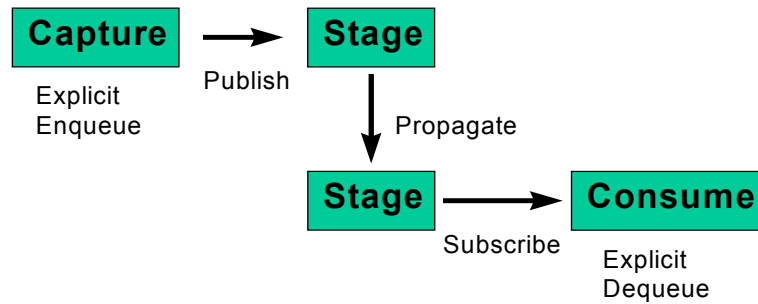 Capture
Stage
Publish
Explicit
Enqueue
Propagate
Stage
Consume
Subscribe
Explicit
Dequeue